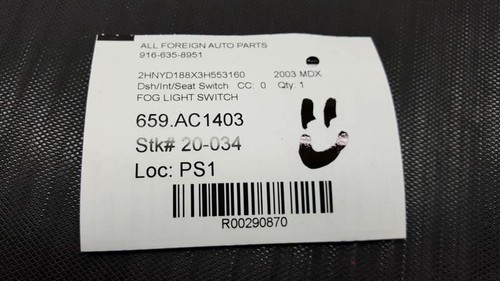 ALL FOREIGN AUTO PARTS
916-635-8951
2HNYD188X3H553160 2003 MDX
Dsh/Int/Seat Switch CC: 0 Qty: 1
FOG LIGHT SWITCH
659.AC1403
Stk# 20-034
Loc: PS1
R00290870